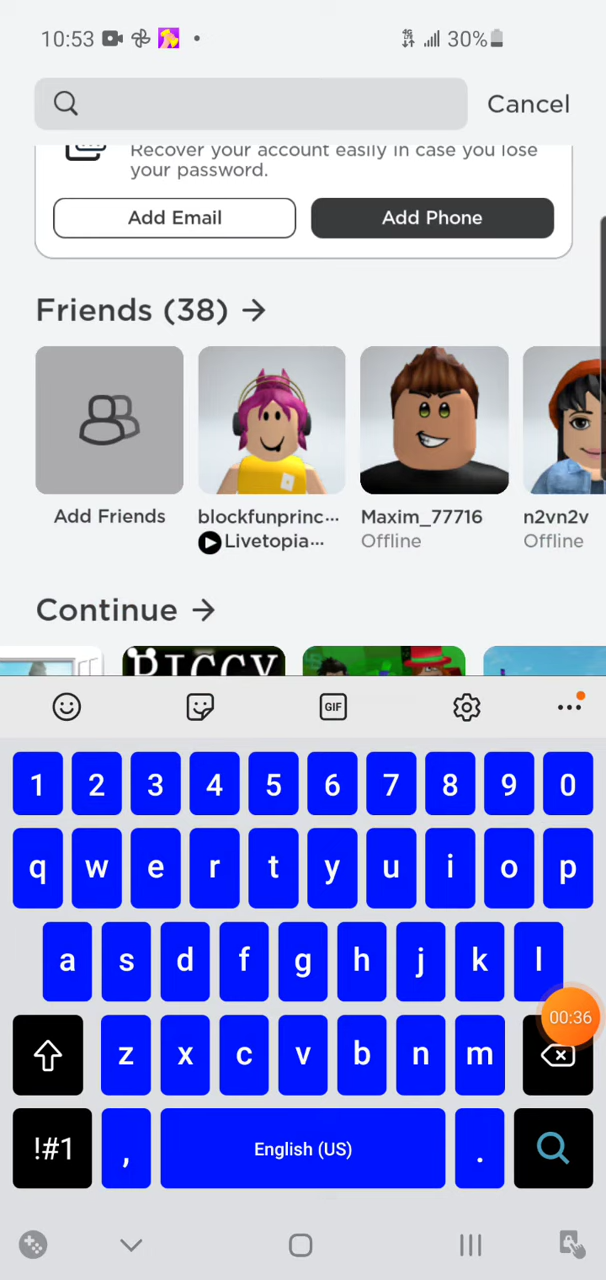 10:53
4G
30%
Cancel
Recover your account easily in case you lose
your password.
Add Email
Add Phone
Friends (38) →
Add Friends
blockfunprinc...
Maxim_77716
n2vn2v
Livetopia...
Offline
Offline
Continue →
PIGGY
GIF
1 2 3 4 5 6 7 8 9 0
q w e r t y u i o p
a s d f g h j k l
00:36
z x c v b n m
!#1 , English (US) .